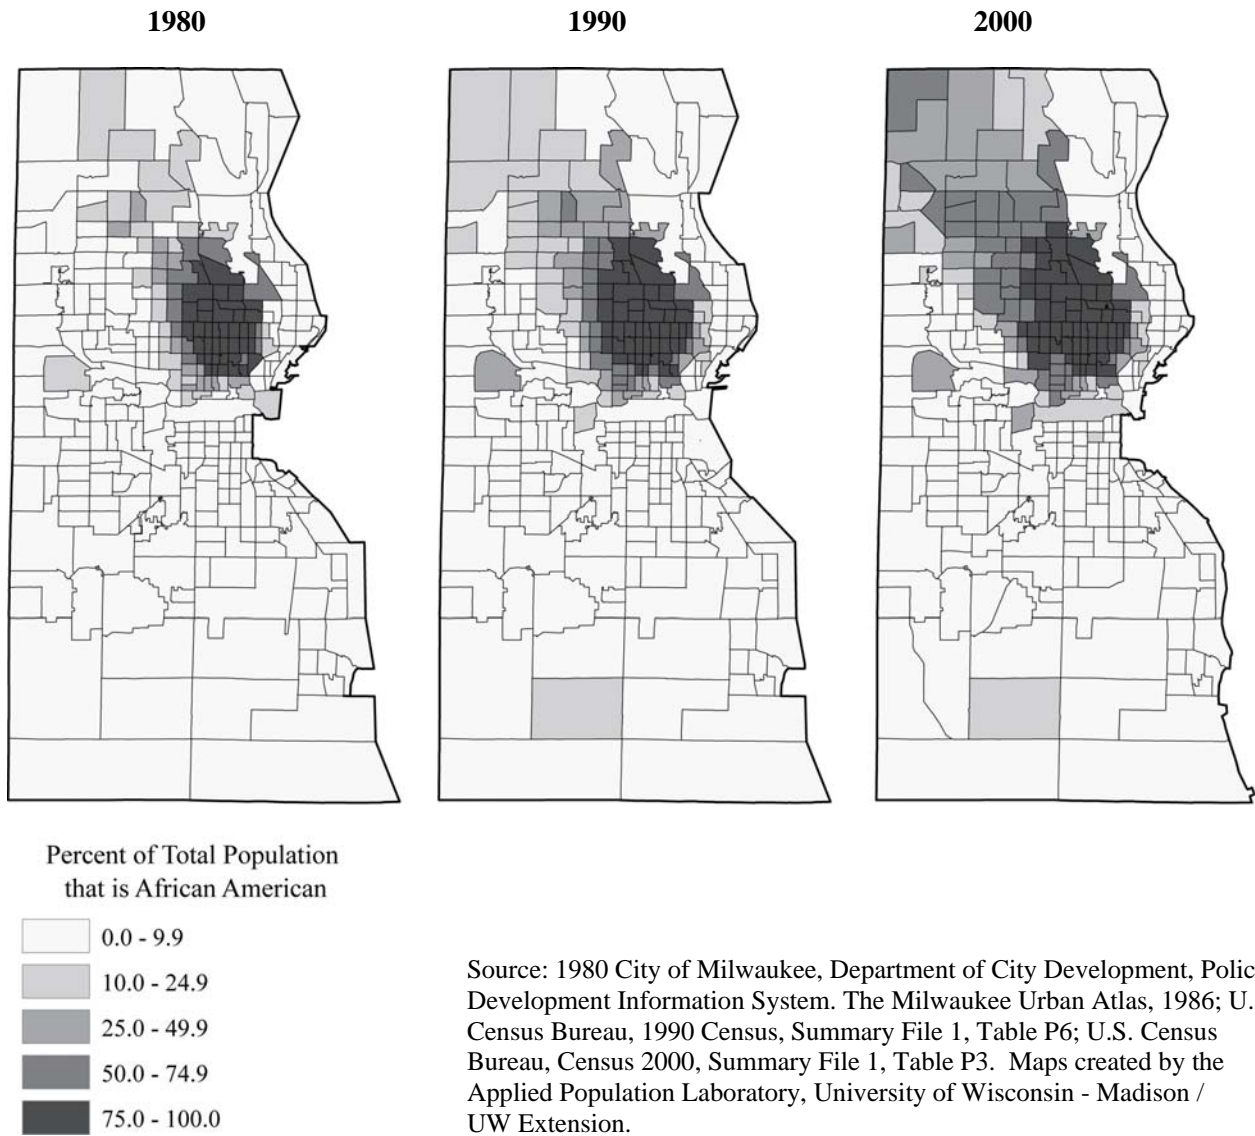 1980 1990 2000
Percent of Total Population
that is African American
0.0 - 9.9
10.0 - 24.9
25.0 - 49.9
50.0 - 74.9
75.0 - 100.0
Source: 1980 City of Milwaukee, Department of City Development, Polic
Development Information System. The Milwaukee Urban Atlas, 1986; U.
Census Bureau, 1990 Census, Summary File 1, Table P6; U.S. Census
Bureau, Census 2000, Summary File 1, Table P3. Maps created by the
Applied Population Laboratory, University of Wisconsin - Madison /
UW Extension.